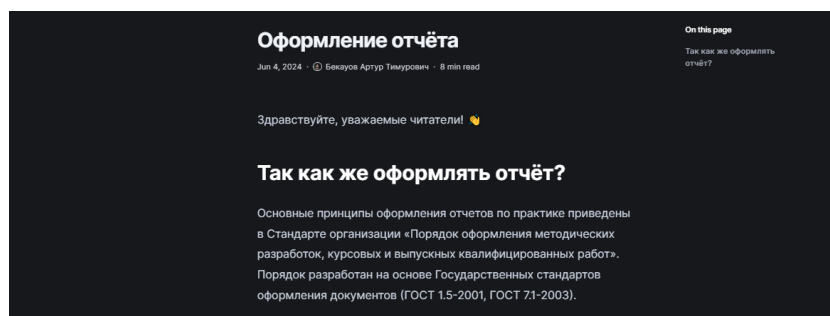 Оформление отчёта
Jun 4, 2024 · Бекауов Артур Тимурович · 8 min read
Здравствуйте, уважаемые читатели! 👋
Так как же оформлять отчёт?
Основные принципы оформления отчетов по практике приведены
в Стандарте организации «Порядок оформления методических
разработок, курсовых и выпускных квалифицированных работ».
Порядок разработан на основе Государственных стандартов
оформления документов (ГОСТ 1.5-2001, ГОСТ 7.1-2003).
On this page
Так как же оформлять
отчёт?